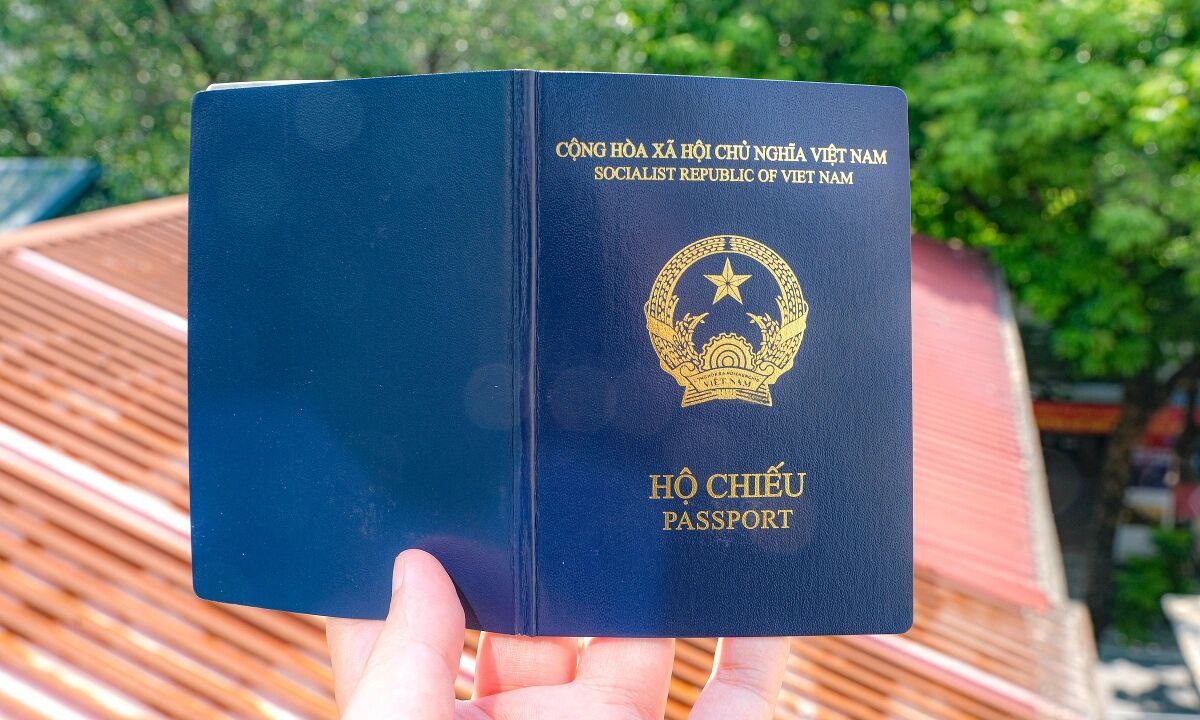 CỘNG HÒA XÃ HỘI CHỦ NGHĨA VIỆT NAM
SOCIALIST REPUBLIC OF VIET NAM
VIỆT NAM
HỘ CHIẾU
PASSPORT